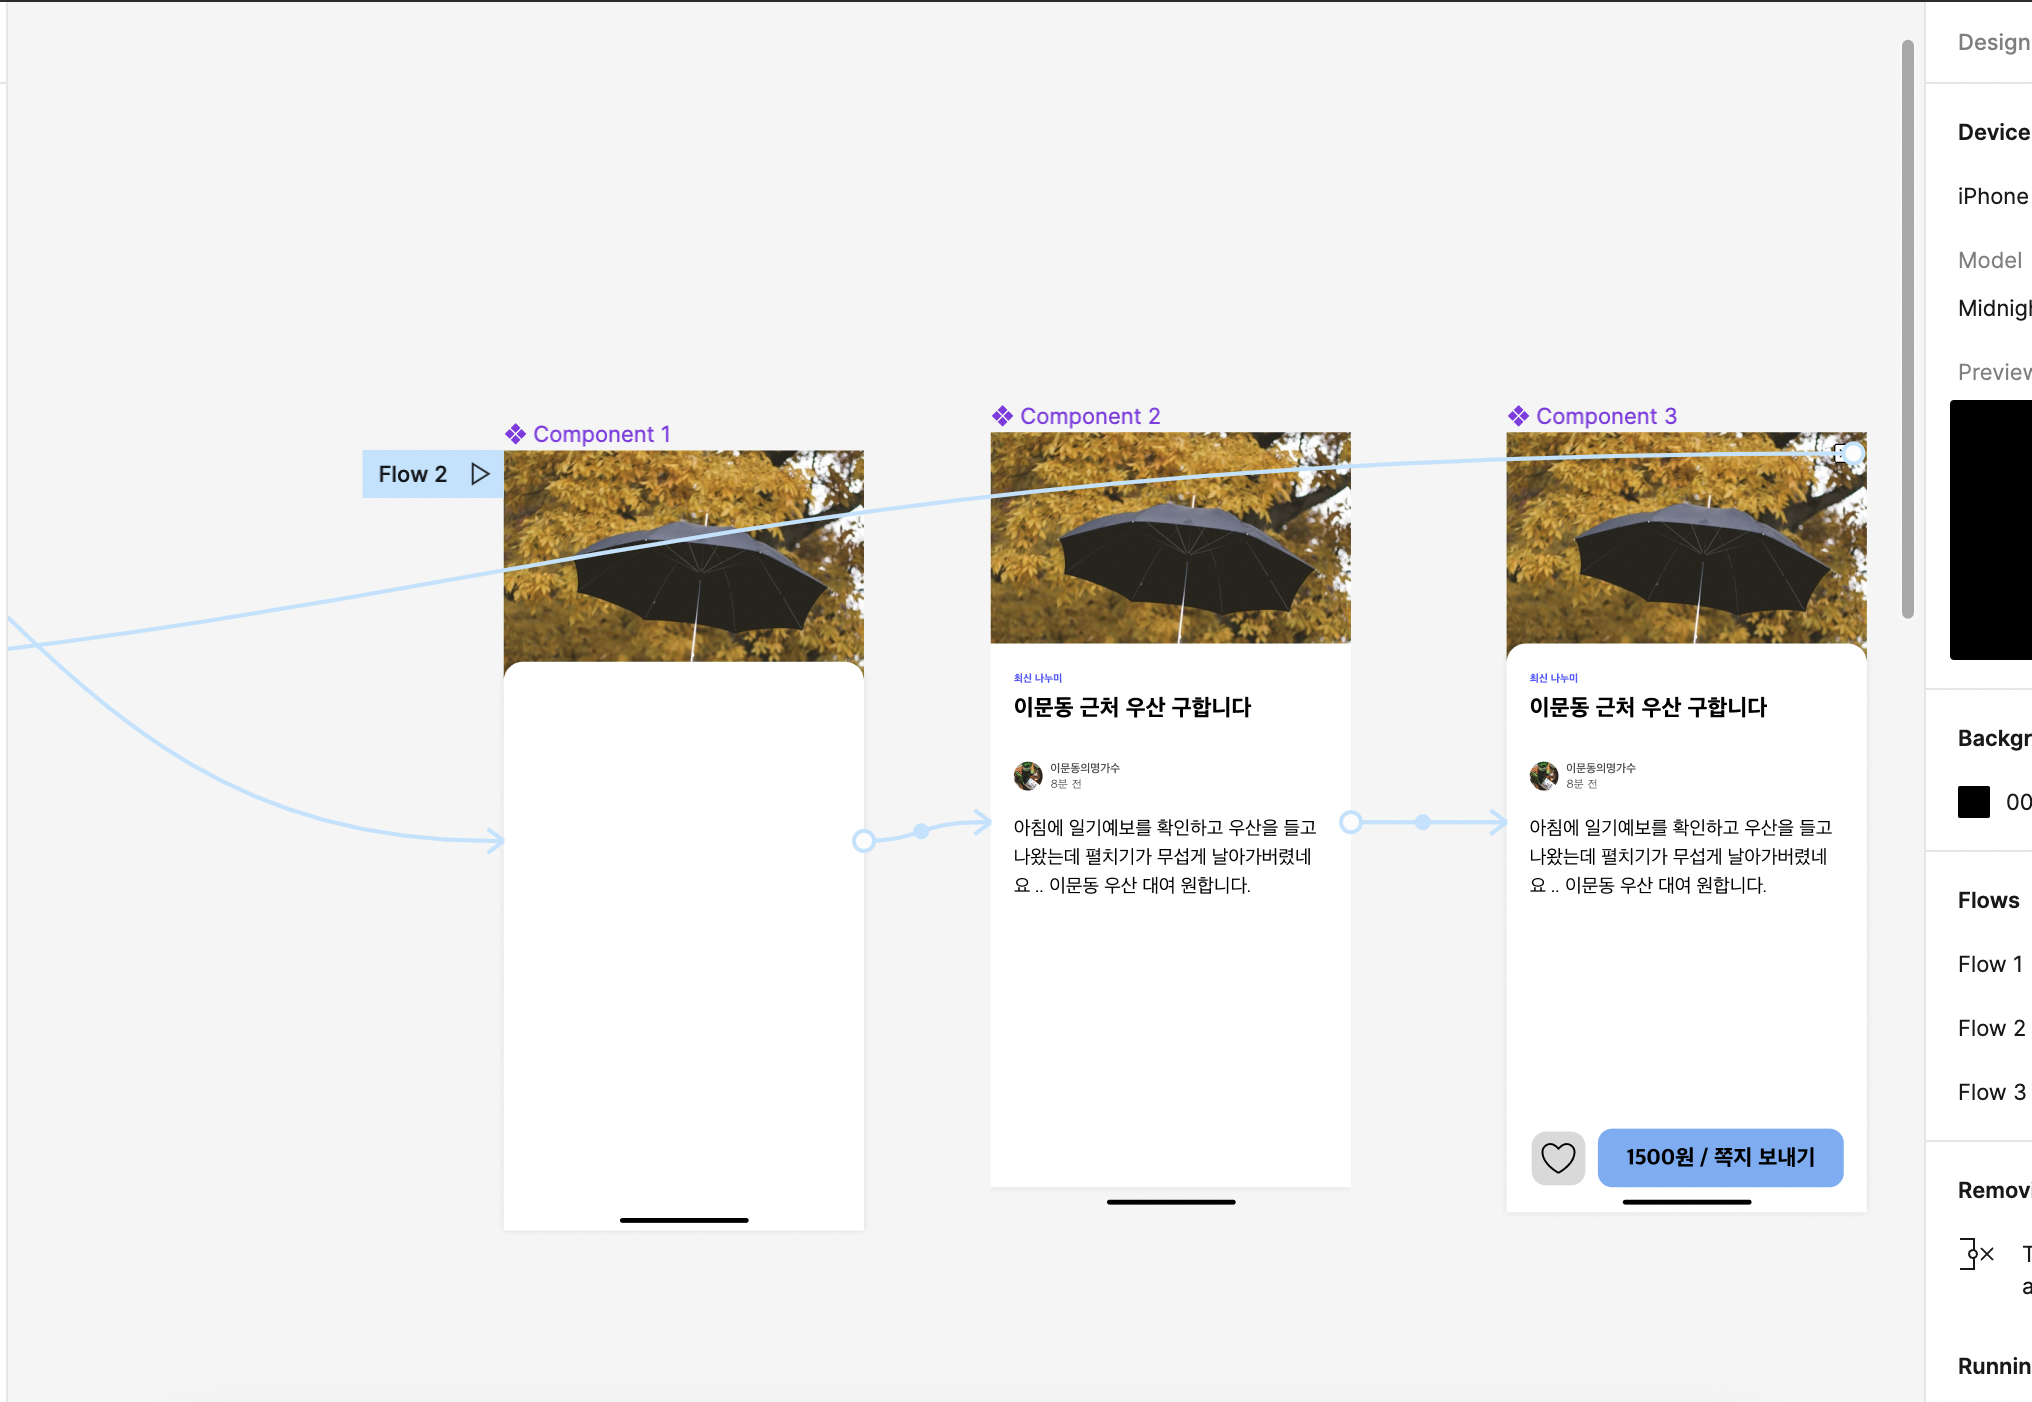 Component 1
Flow 2
Component 2
최신 나누미
이문동 근처 우산 구합니다
이문동의명가수
8분 전
아침에 일기예보를 확인하고 우산을 들고
나왔는데 펼치기가 무섭게 날아가버렸네
요 .. 이문동 우산 대여 원합니다.
Component 3
최신 나누미
이문동 근처 우산 구합니다
이문동의명가수
8분 전
아침에 일기예보를 확인하고 우산을 들고
나왔는데 펼치기가 무섭게 날아가버렸네
요 .. 이문동 우산 대여 원합니다.
1500원 / 쪽지 보내기
Design
Device
iPhone
Model
Midnigh
Preview
Backgr
00
Flows
Flow 1
Flow 2
Flow 3
Removi
T
a
Runnin